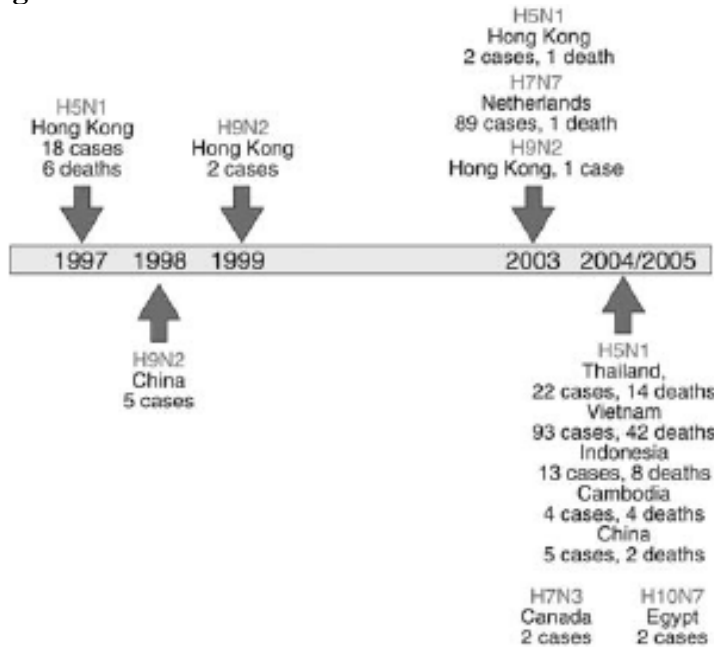 H5N1
Hong Kong
18 cases
6 deaths
H9N2
Hong Kong
2 cases
H5N1
Hong Kong
2 cases, 1 death
H7N7
Netherlands
89 cases, 1 death
H9N2
Hong Kong, 1 case
1997 1998 1999 2003 2004/2005
H9N2
China
5 cases
H5N1
Thailand,
22 cases, 14 deaths
Vietnam
93 cases, 42 deaths
Indonesia
13 cases, 8 deaths
Cambodia
4 cases, 4 deaths
China
5 cases, 2 deaths
H7N3
Canada
2 cases
H10N7
Egypt
2 cases